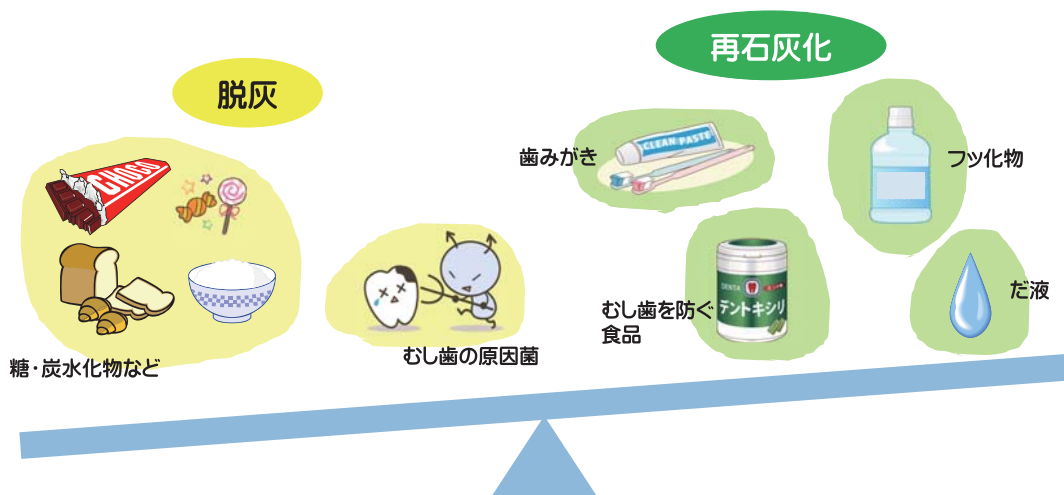 脱灰
再石灰化
CHOCO
糖・炭水化物など
むし歯の原因菌
歯みがき
CLEAN PASTE
フッ化物
むし歯を防ぐ
食品
DENTA
デントキシリ
だ液